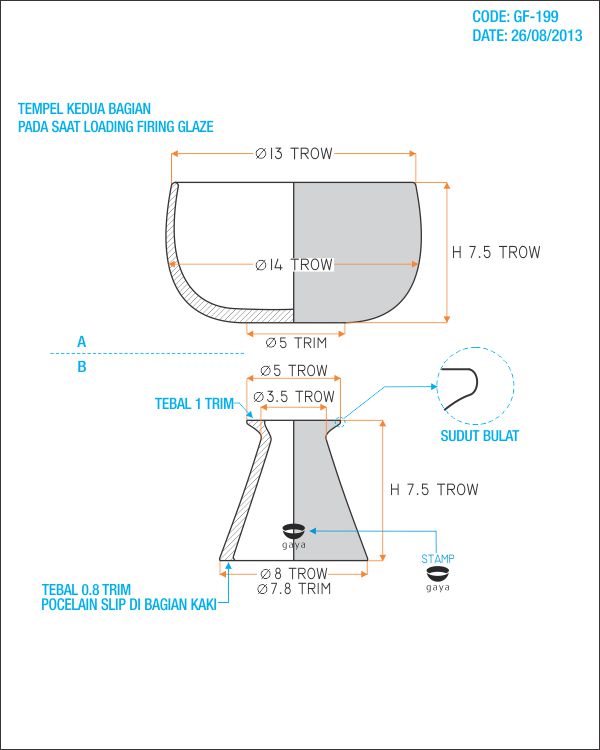 CODE: GF-199
DATE: 26/08/2013
TEMPEL KEDUA BAGIAN
PADA SAAT LOADING FIRING GLAZE
Ø13 TROW
H 7.5 TROW
Ø14 TROW
Ø5 TRIM
A
B
Ø5 TROW
Ø3.5 TROW
TEBAL 1 TRIM
SUDUT BULAT
H 7.5 TROW
gaya
STAMP
gaya
Ø8 TROW
Ø7.8 TRIM
TEBAL 0.8 TRIM
POCELAIN SLIP DI BAGIAN KAKI